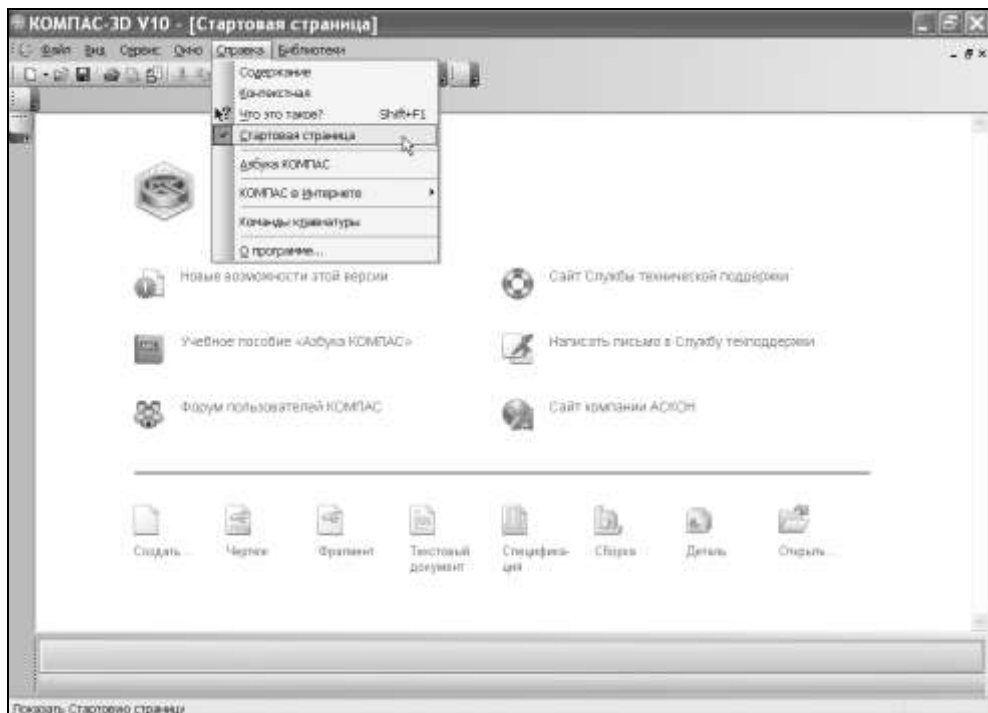 КОМПАС-3D V10 - [Стартовая страница]
Файл Вид Сервис Окно Справка Библиотеки
Содержание
Контекстная
Что это такое? Shift+F1
Стартовая страница
Азбука КОМПАС
КОМПАС в Интернете
Команды клавиатуры
О программе...
Новые возможности этой версии
Сайт Службы технической поддержки
Учебное пособие «Азбука КОМПАС»
Написать письмо в Службу техподдержки
Форум пользователей КОМПАС
Сайт компании АСКОН
Создать... Чертеж Фрагмент Текстовый Специфика- Сборка Деталь Открыть...
документ ция
Показать Стартовую страницу